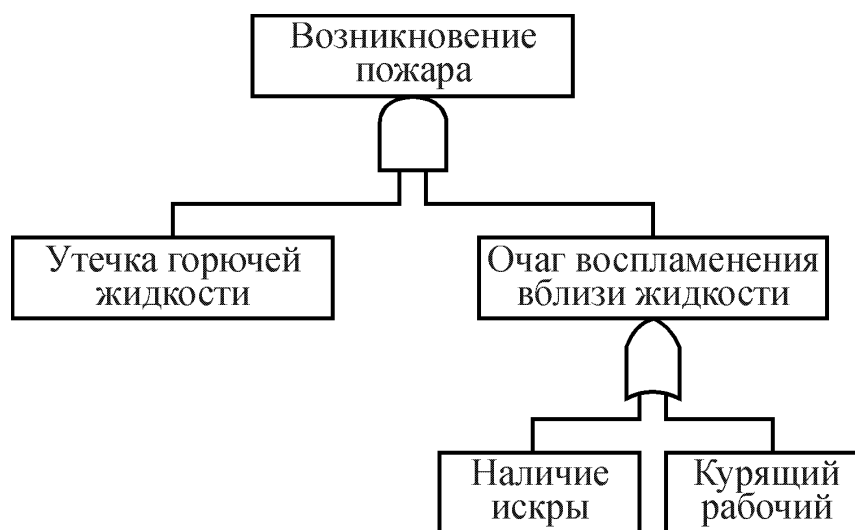 Возникновение
пожара
Утечка горючей
жидкости
Очаг воспламенения
вблизи жидкости
Наличие
искры
Курящий
рабочий